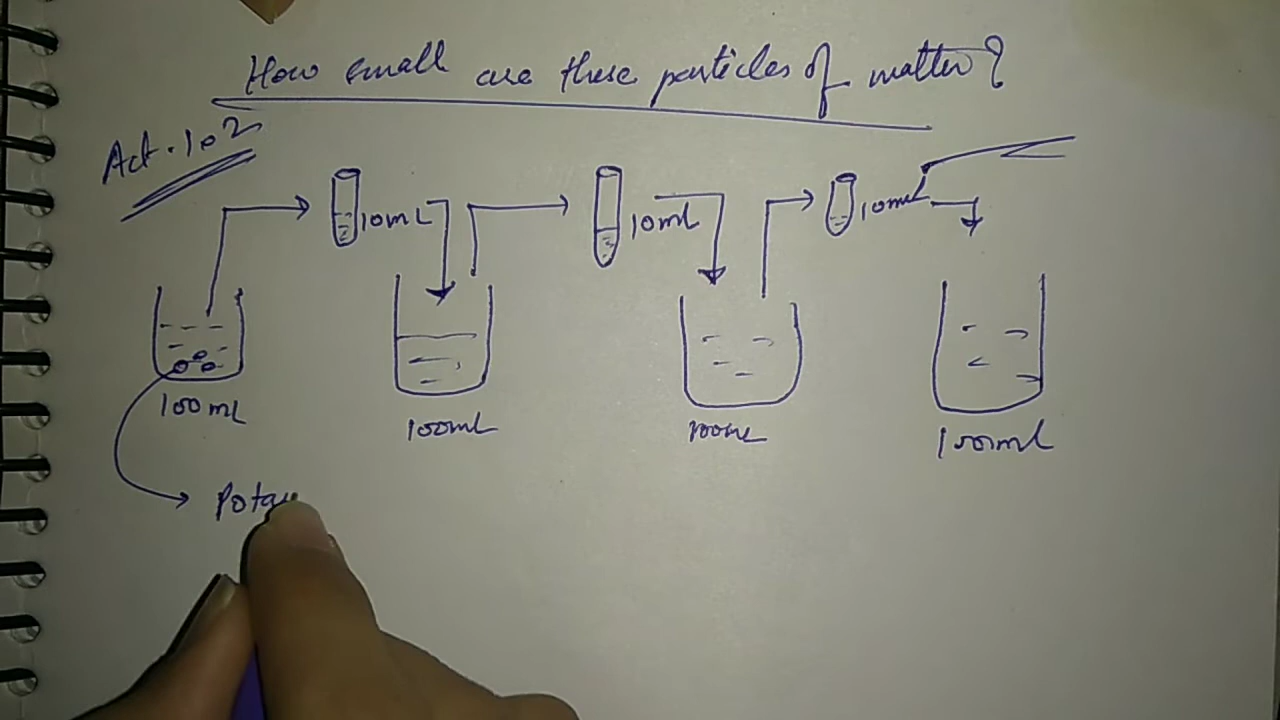 How small are these particles of matter?
Act. 1.2
10mL
10mL
10mL
100mL
100mL
100mL
100mL
Potas